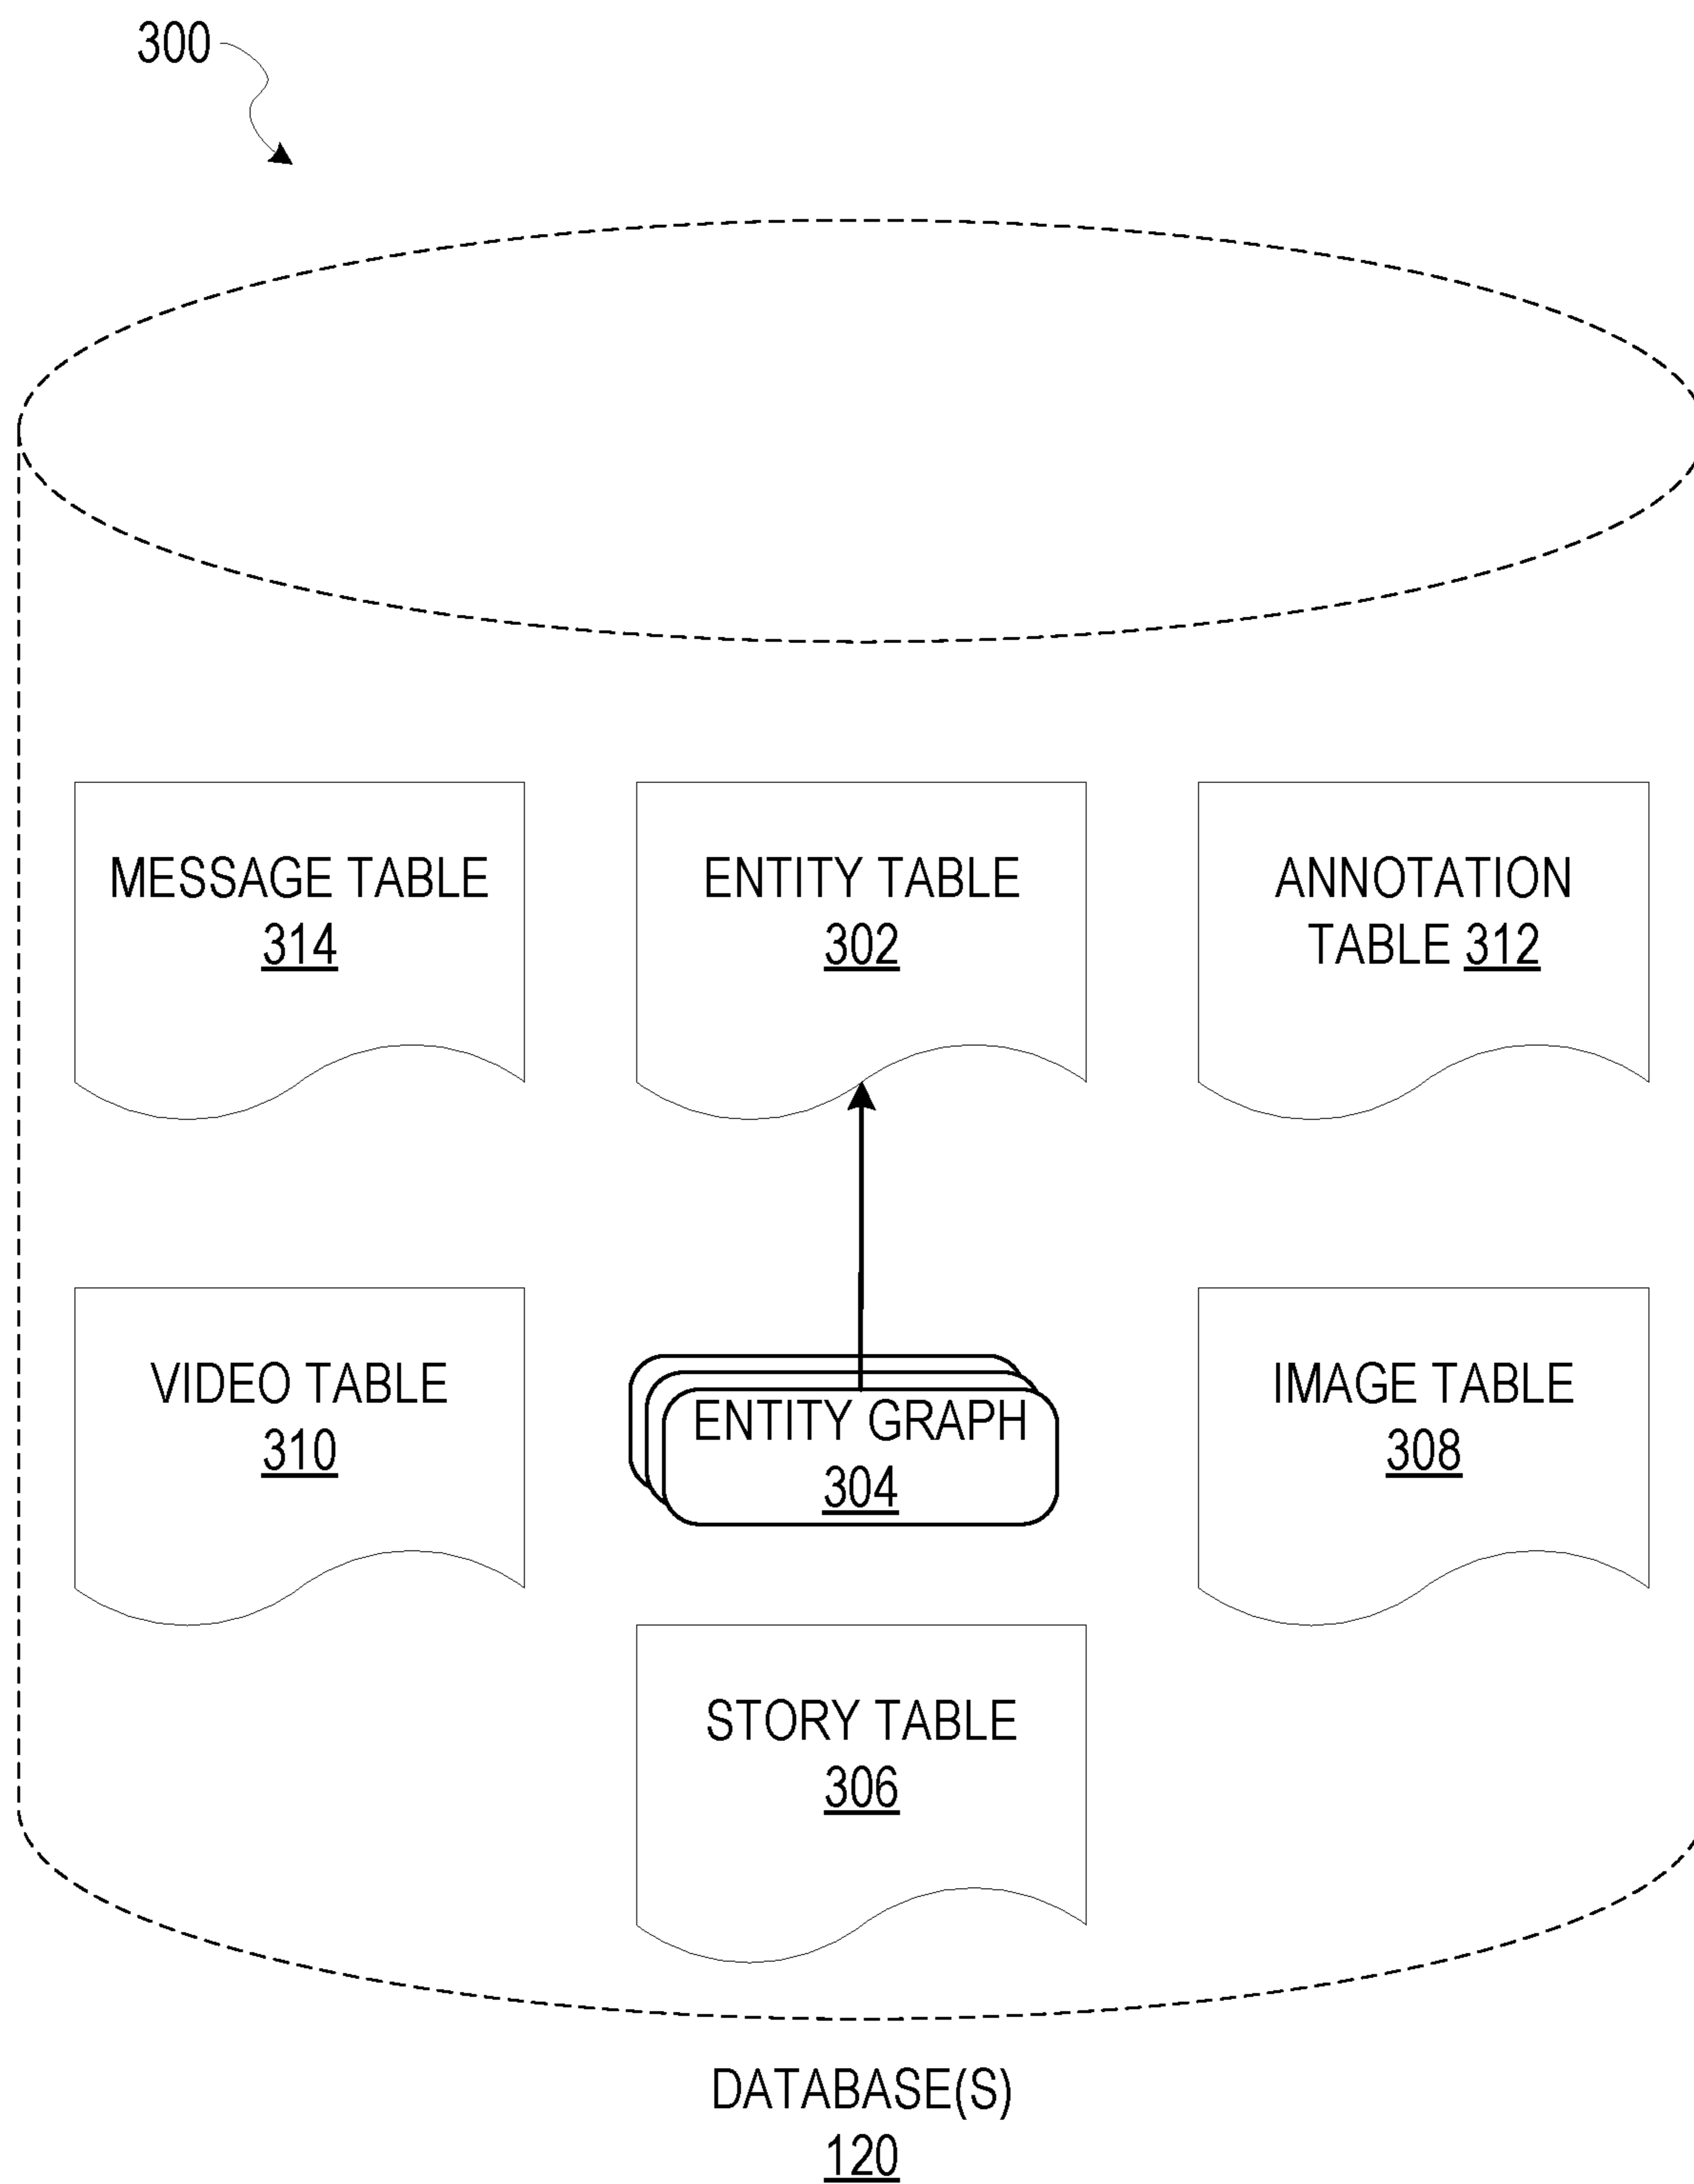 300
MESSAGE TABLE
314
ENTITY TABLE
302
ANNOTATION
TABLE 312
VIDEO TABLE
310
ENTITY GRAPH
304
IMAGE TABLE
308
STORY TABLE
306
DATABASE(S)
120